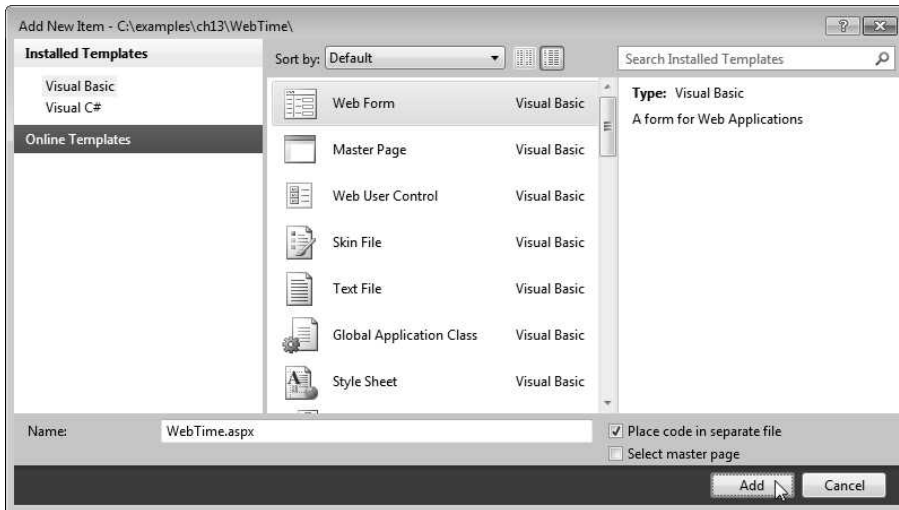 Add New Item - C:\examples\ch13\WebTime\
Installed Templates
Visual Basic
Visual C#
Online Templates
Sort by: Default
Web Form Visual Basic
Master Page Visual Basic
Web User Control Visual Basic
Skin File Visual Basic
Text File Visual Basic
Global Application Class Visual Basic
Style Sheet Visual Basic
Search Installed Templates
Type: Visual Basic
A form for Web Applications
Name: WebTime.aspx
Place code in separate file
Select master page
Add Cancel